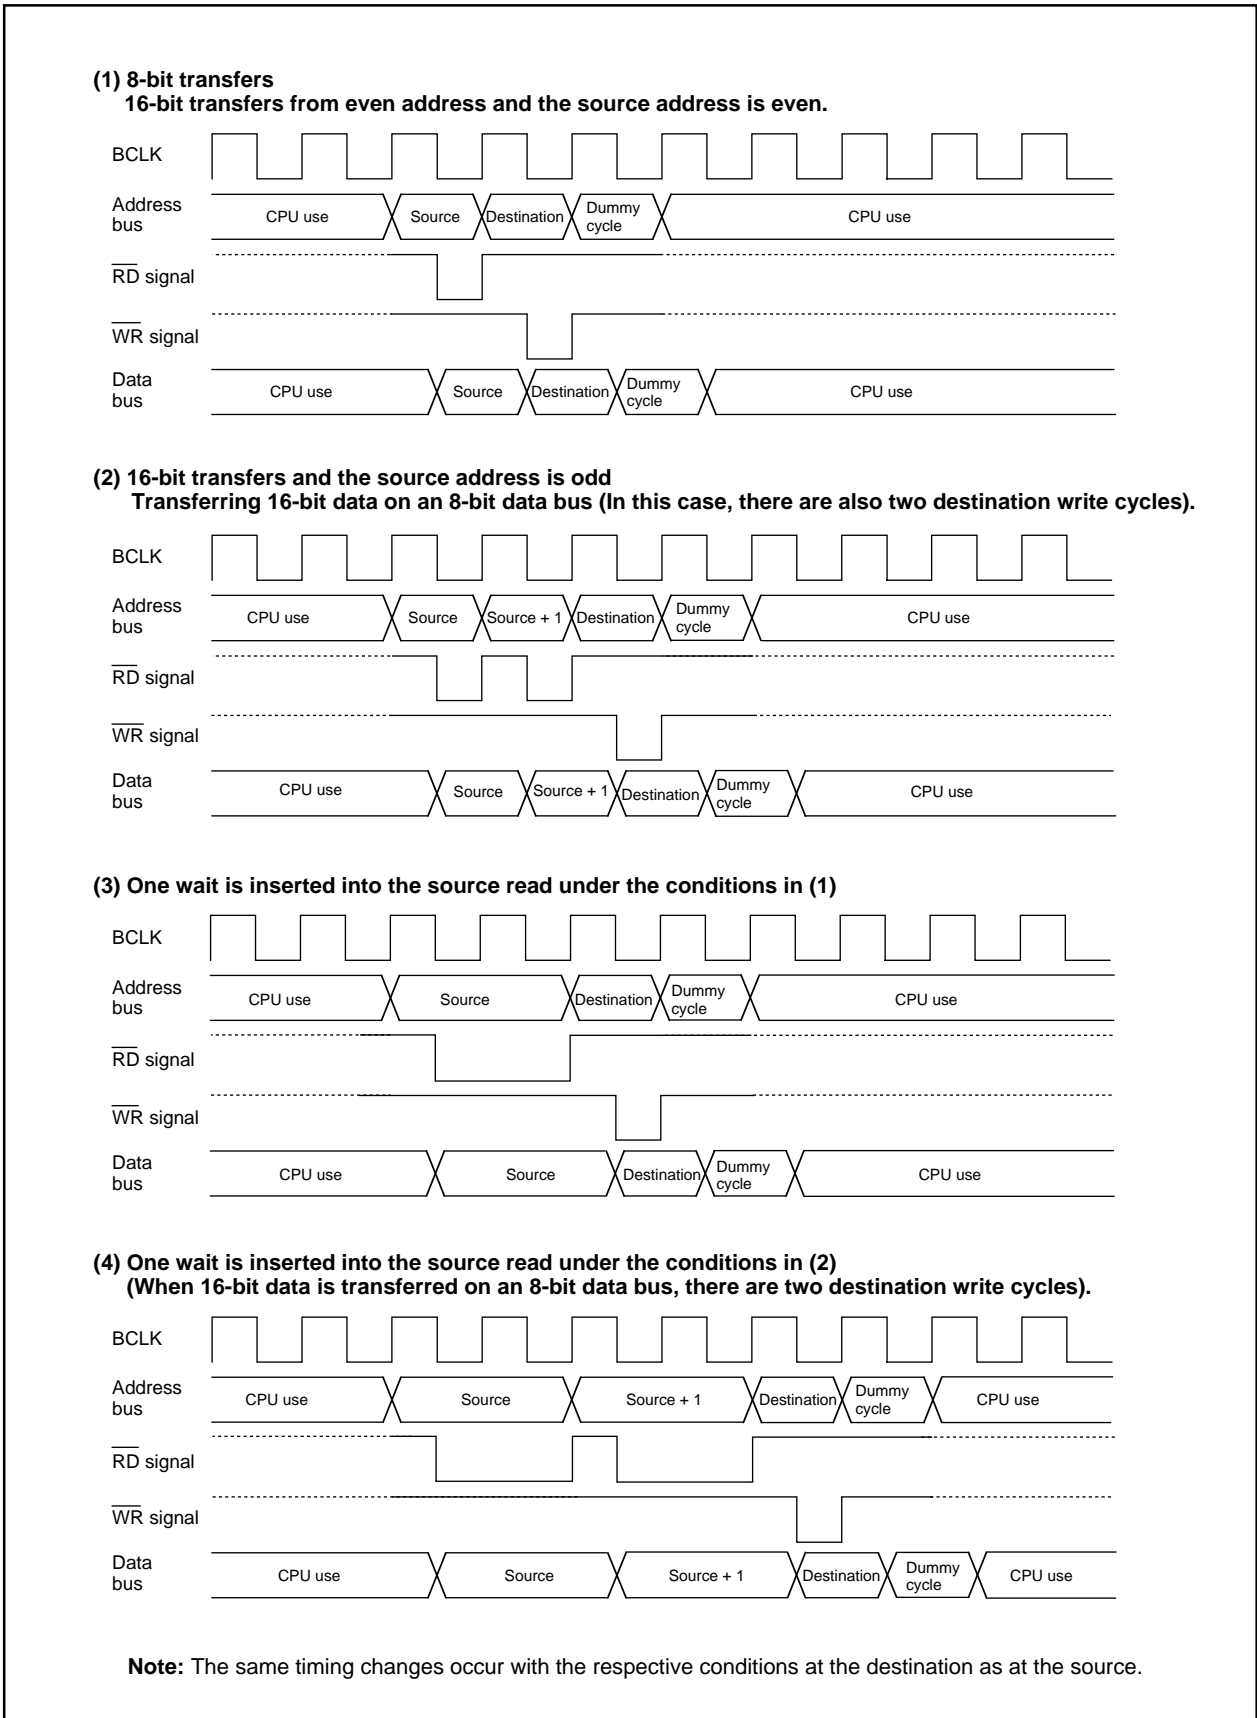 (1) 8-bit transfers
16-bit transfers from even address and the source address is even.
BCLK
Address
bus
CPU use
Source
Destination
Dummy
cycle
CPU use
RD signal
WR signal
Data
bus
CPU use
Source
Destination
Dummy
cycle
CPU use
(2) 16-bit transfers and the source address is odd
Transferring 16-bit data on an 8-bit data bus (In this case, there are also two destination write cycles).
BCLK
Address
bus
CPU use
Source
Source + 1
Destination
Dummy
cycle
CPU use
RD signal
WR signal
Data
bus
CPU use
Source
Source + 1
Destination
Dummy
cycle
CPU use
(3) One wait is inserted into the source read under the conditions in (1)
BCLK
Address
bus
CPU use
Source
Destination
Dummy
cycle
CPU use
RD signal
WR signal
Data
bus
CPU use
Source
Destination
Dummy
cycle
CPU use
(4) One wait is inserted into the source read under the conditions in (2)
(When 16-bit data is transferred on an 8-bit data bus, there are two destination write cycles).
BCLK
Address
bus
CPU use
Source
Source + 1
Destination
Dummy
cycle
CPU use
RD signal
WR signal
Data
bus
CPU use
Source
Source + 1
Destination
Dummy
cycle
CPU use
Note: The same timing changes occur with the respective conditions at the destination as at the source.